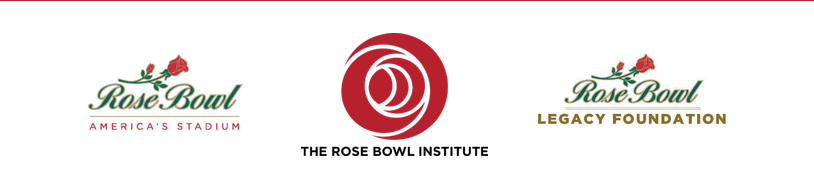 Rose Bowl
AMERICA'S STADIUM
THE ROSE BOWL INSTITUTE
Rose Bowl
LEGACY FOUNDATION